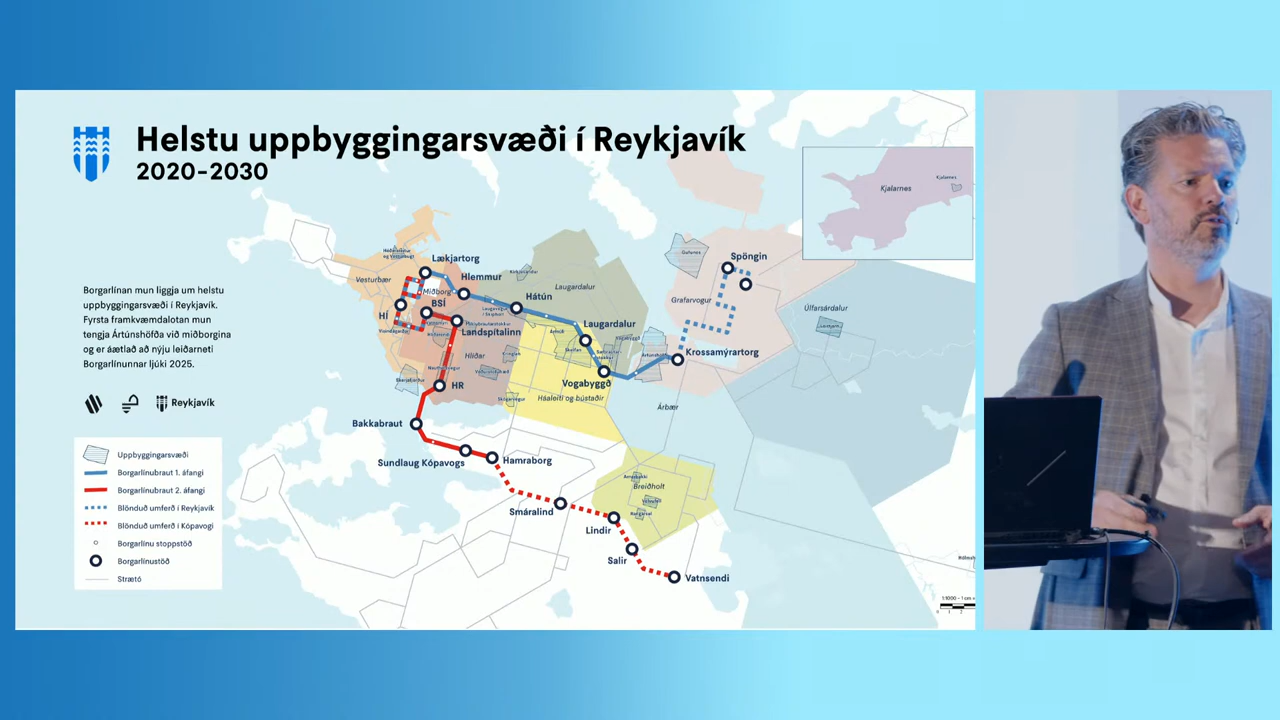 Helstu uppbyggingarsvæði í Reykjavík
2020-2030
Borgarlínan mun liggja um helstu
uppbyggingarsvæði í Reykjavík.
Fyrsta framkvæmdalotan mun
tengja Ártúnshöfða við miðborgina
og er áætlað að nýju leiðarneti
Borgarlínunnar ljúki 2025.
Reykjavík
Uppbyggingarsvæði
Borgarlínubraut 1. áfangi
Borgarlínubraut 2. áfangi
Blönduð umferð í Reykjavík
Blönduð umferð í Kópavogi
Borgarlínu stoppstöð
Borgarlínustöð
Strætó
Kjalarnes
Kjalarnes
Lækjartorg
Vesturbær
Miðborg
Hlemmur
HÍ
BSÍ
Landspítalinn
Hátún
Laugardalur
Laugardalur
Hlíðar
HR
Vogabyggð
Háaleiti og bústaðir
Spöngin
Grafarvogur
Krossamýrartorg
Úlfarsárdalur
Árbær
Bakkabraut
Sundlaug Kópavogs
Hamraborg
Smáralind
Lindir
Salir
Vatnsendi
Breiðholt